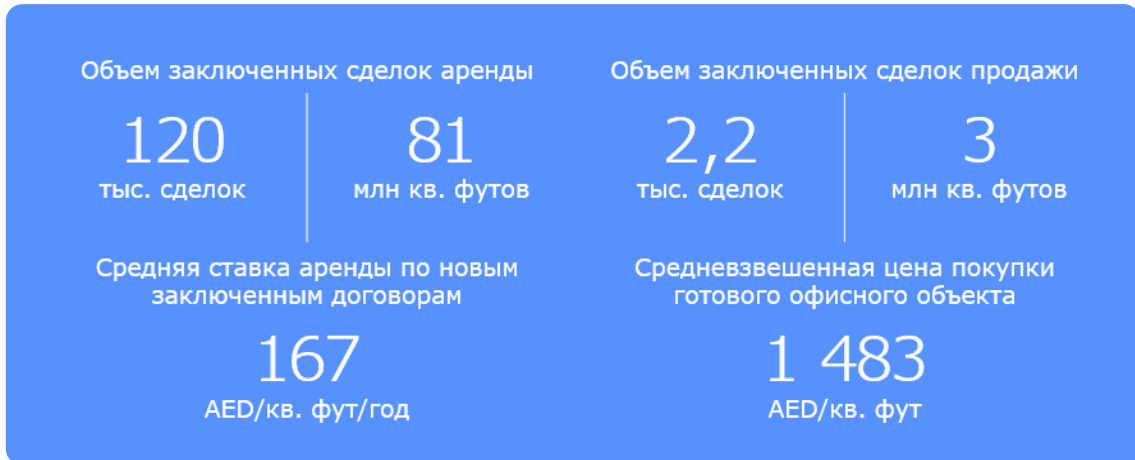 Объем заключенных сделок аренды
120
тыс. сделок
81
млн кв. футов
Средняя ставка аренды по новым
заключенным договорам
167
AED/кв. фут/год
Объем заключенных сделок продажи
2,2
тыс. сделок
3
млн кв. футов
Средневзвешенная цена покупки
готового офисного объекта
1 483
AED/кв. фут